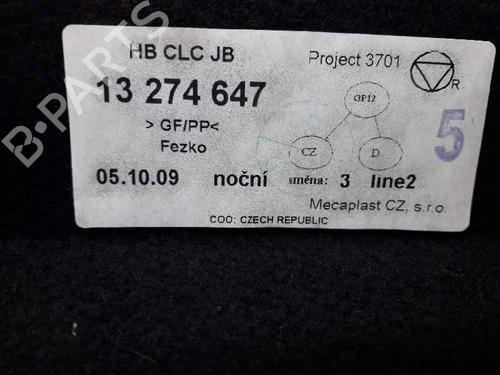 HB CLC JB
Project 3701
13 274 647
R
GP12
> GF/PP<
Fezko
CZ
D
5
05.10.09 noční směna: 3 line2
Mecaplast CZ, s.r.o.
COO: CZECH REPUBLIC
B-PARTS